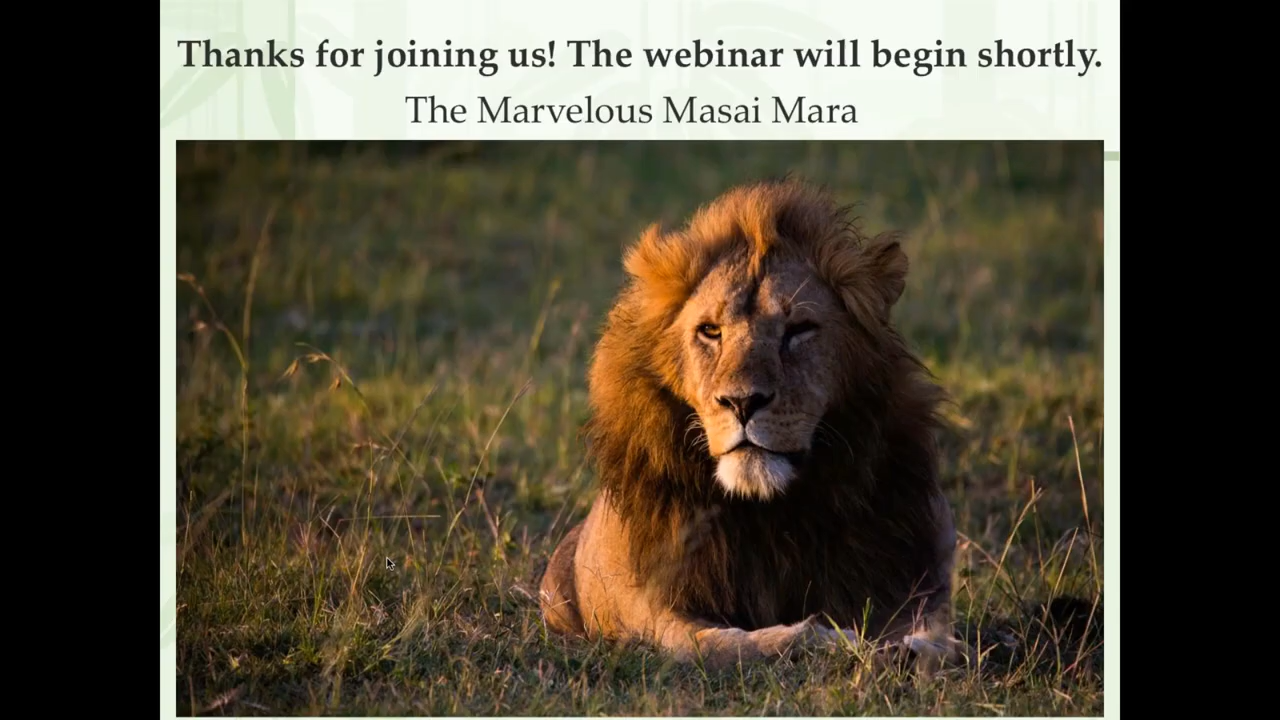 Thanks for joining us! The webinar will begin shortly.
The Marvelous Masai Mara